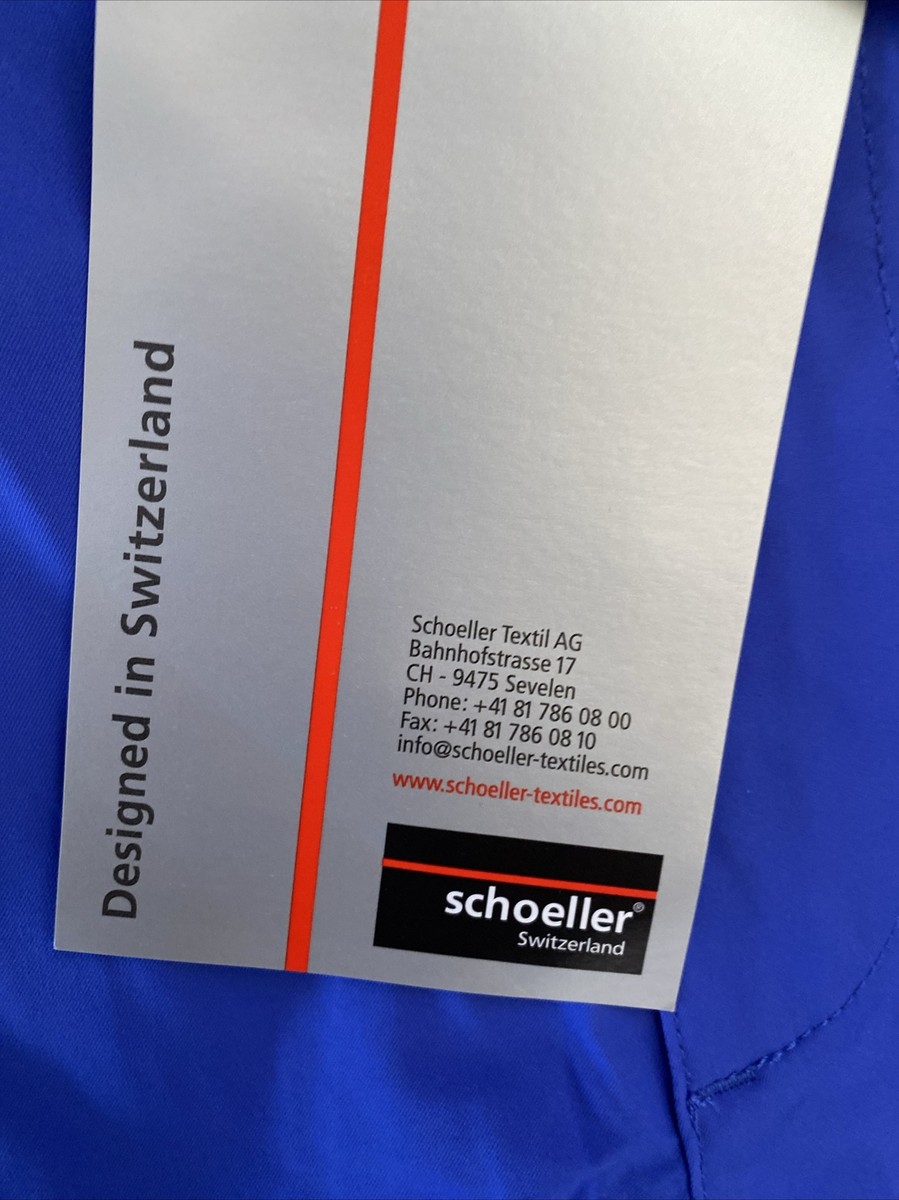 Designed in Switzerland
Schoeller Textil AG
Bahnhofstrasse 17
CH - 9475 Sevelen
Phone: +41 81 786 08 00
Fax: +41 81 786 08 10
info@schoeller-textiles.com
www.schoeller-textiles.com
schoeller®
Switzerland